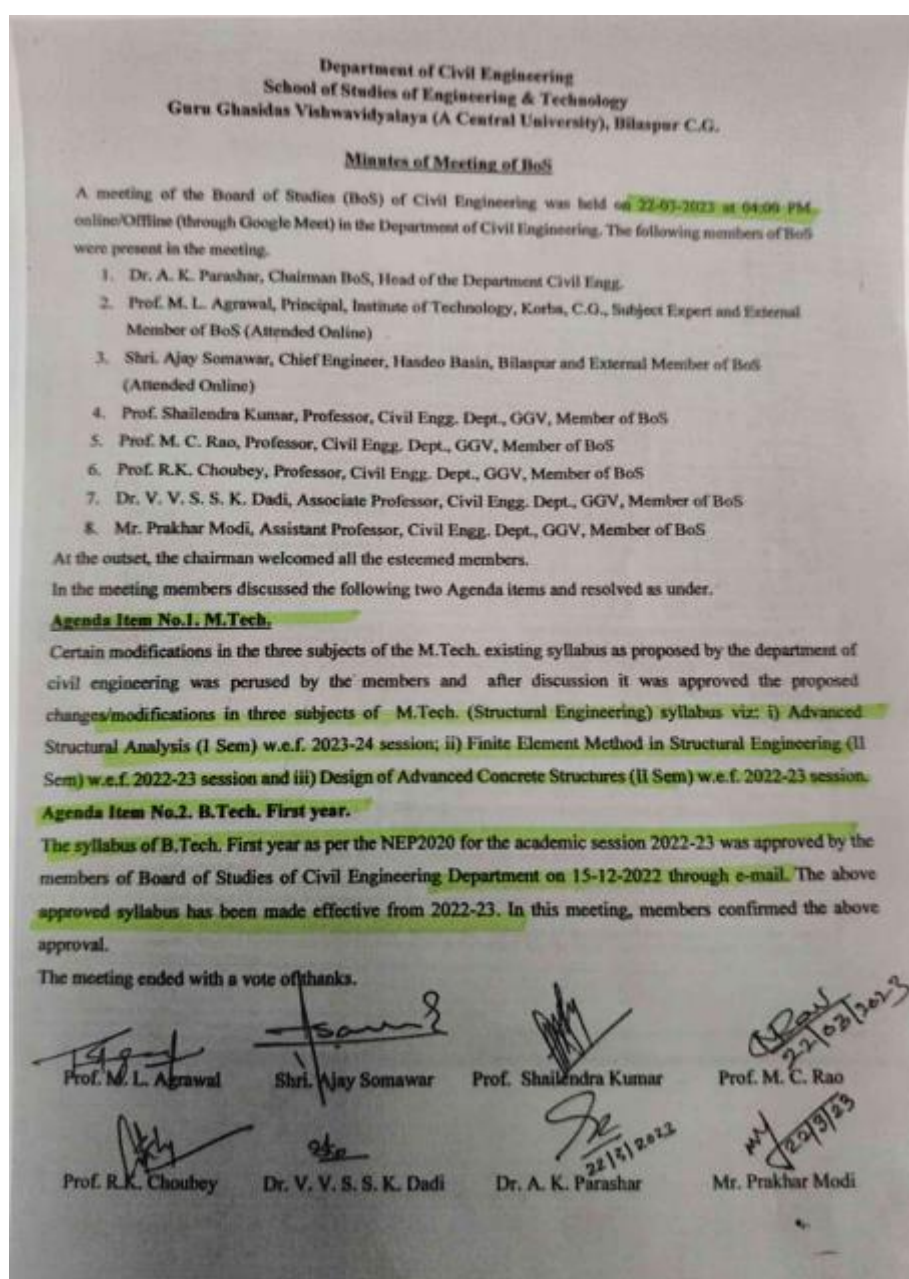 Department of Civil Engineering
School of Studies of Engineering & Technology
Guru Ghasidas Vishwavidyalaya (A Central University), Bilaspur C.G.
Minutes of Meeting of BoS
A meeting of the Board of Studies (BoS) of Civil Engineering was held on 22-03-2023 at 04:00 PM
online/Offline (through Google Meet) in the Department of Civil Engineering. The following members of BoS
were present in the meeting.
1. Dr. A. K. Parashar, Chairman BoS, Head of the Department Civil Engg.
2. Prof. M. L. Agrawal, Principal, Institute of Technology, Korba, C.G., Subject Expert and External
Member of BoS (Attended Online)
3. Shri. Ajay Somawar, Chief Engineer, Hasdeo Basin, Bilaspur and External Member of BoS
(Attended Online)
4. Prof. Shailendra Kumar, Professor, Civil Engg. Dept., GGV, Member of BoS
5. Prof. M. C. Rao, Professor, Civil Engg. Dept., GGV, Member of BoS
6. Prof. R.K. Choubey, Professor, Civil Engg. Dept., GGV, Member of BoS
7. Dr. V. V. S. S. K. Dadi, Associate Professor, Civil Engg. Dept., GGV, Member of BoS
8. Mr. Prakhar Modi, Assistant Professor, Civil Engg. Dept., GGV, Member of BoS
At the outset, the chairman welcomed all the esteemed members.
In the meeting members discussed the following two Agenda items and resolved as under.
Agenda Item No.1. M.Tech.
Certain modifications in the three subjects of the M.Tech. existing syllabus as proposed by the department of
civil engineering was perused by the members and after discussion it was approved the proposed
changes/modifications in three subjects of M.Tech. (Structural Engineering) syllabus viz: i) Advanced
Structural Analysis (I Sem) w.e.f. 2023-24 session; ii) Finite Element Method in Structural Engineering (II
Sem) w.e.f. 2022-23 session and iii) Design of Advanced Concrete Structures (II Sem) w.e.f. 2022-23 session.
Agenda Item No.2. B.Tech. First year.
The syllabus of B.Tech. First year as per the NEP2020 for the academic session 2022-23 was approved by the
members of Board of Studies of Civil Engineering Department on 15-12-2022 through e-mail. The above
approved syllabus has been made effective from 2022-23. In this meeting, members confirmed the above
approval.
The meeting ended with a vote of thanks.
22/03/2023
Prof. M. L. Agrawal Shri. Ajay Somawar Prof. Shailendra Kumar Prof. M. C. Rao
22/3/2023 22/3/23
Prof. R.K. Choubey Dr. V. V. S. S. K. Dadi Dr. A. K. Parashar Mr. Prakhar Modi